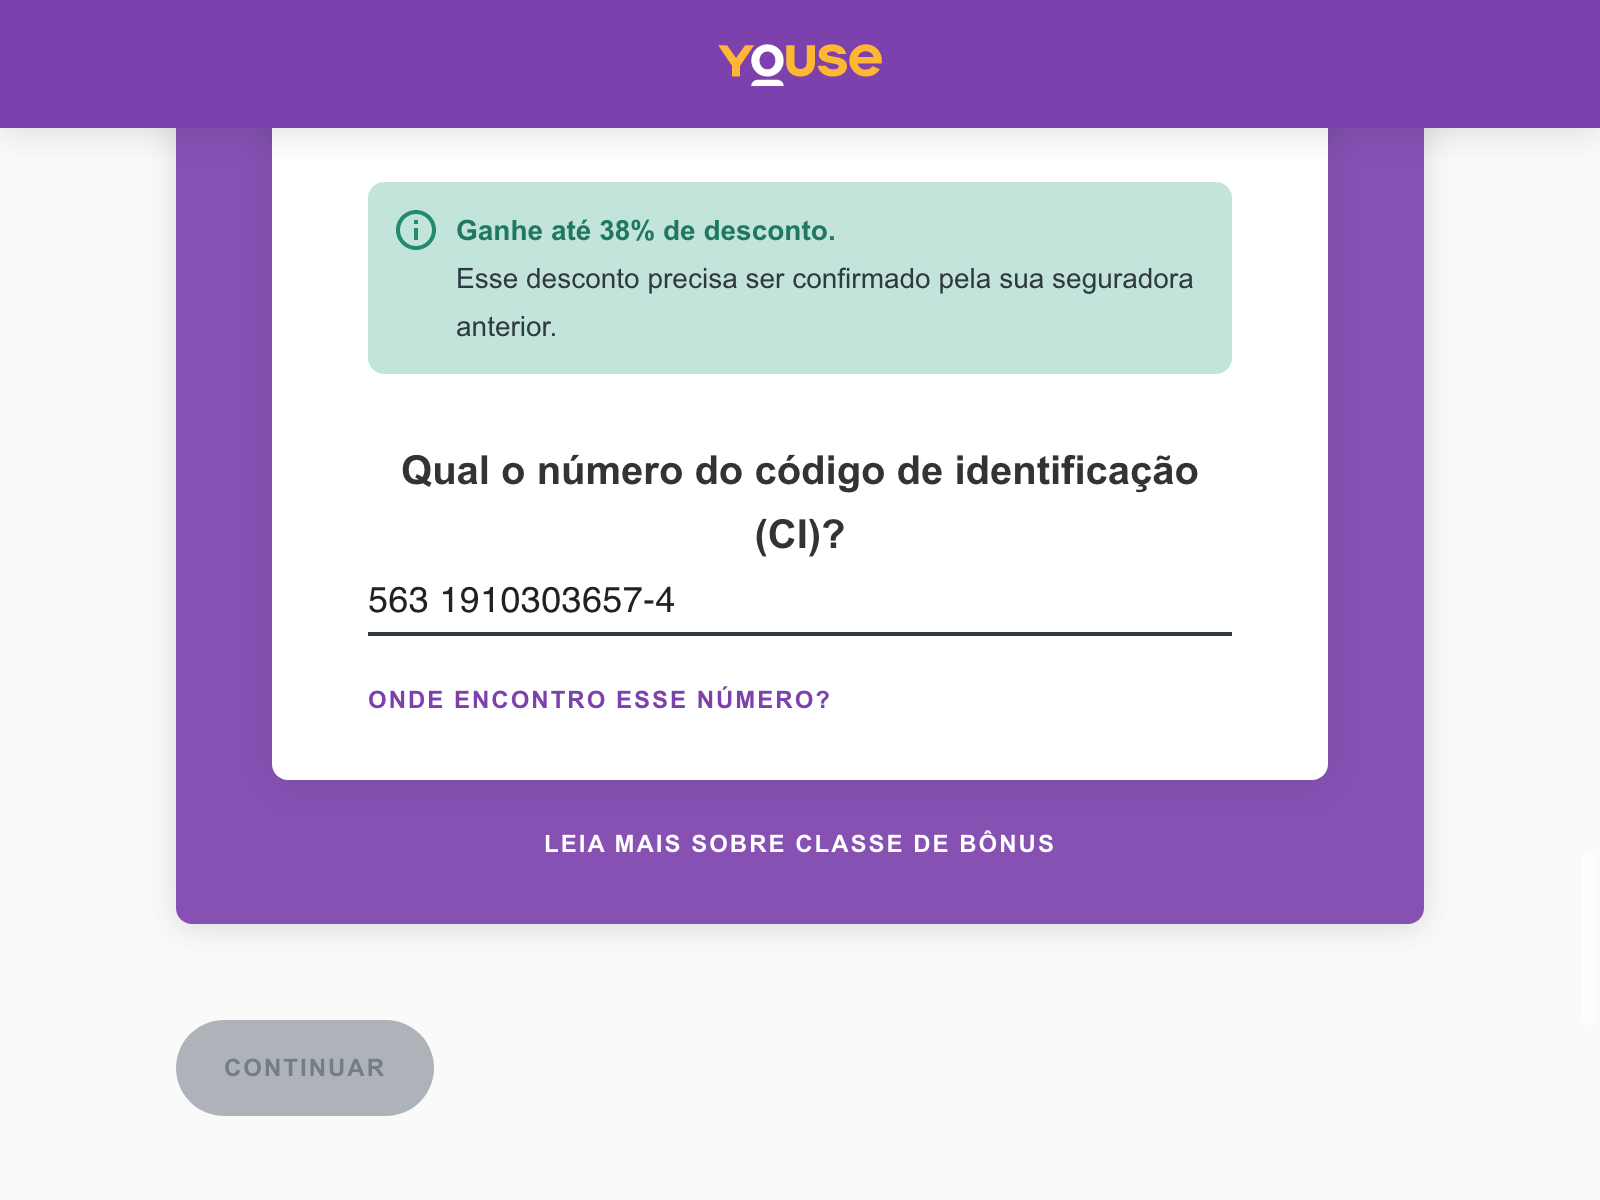 YOUSE
Ganhe até 38% de desconto.
Esse desconto precisa ser confirmado pela sua seguradora
anterior.
Qual o número do código de identificação
(CI)?
563 1910303657-4
ONDE ENCONTRO ESSE NÚMERO?
LEIA MAIS SOBRE CLASSE DE BÔNUS
CONTINUAR